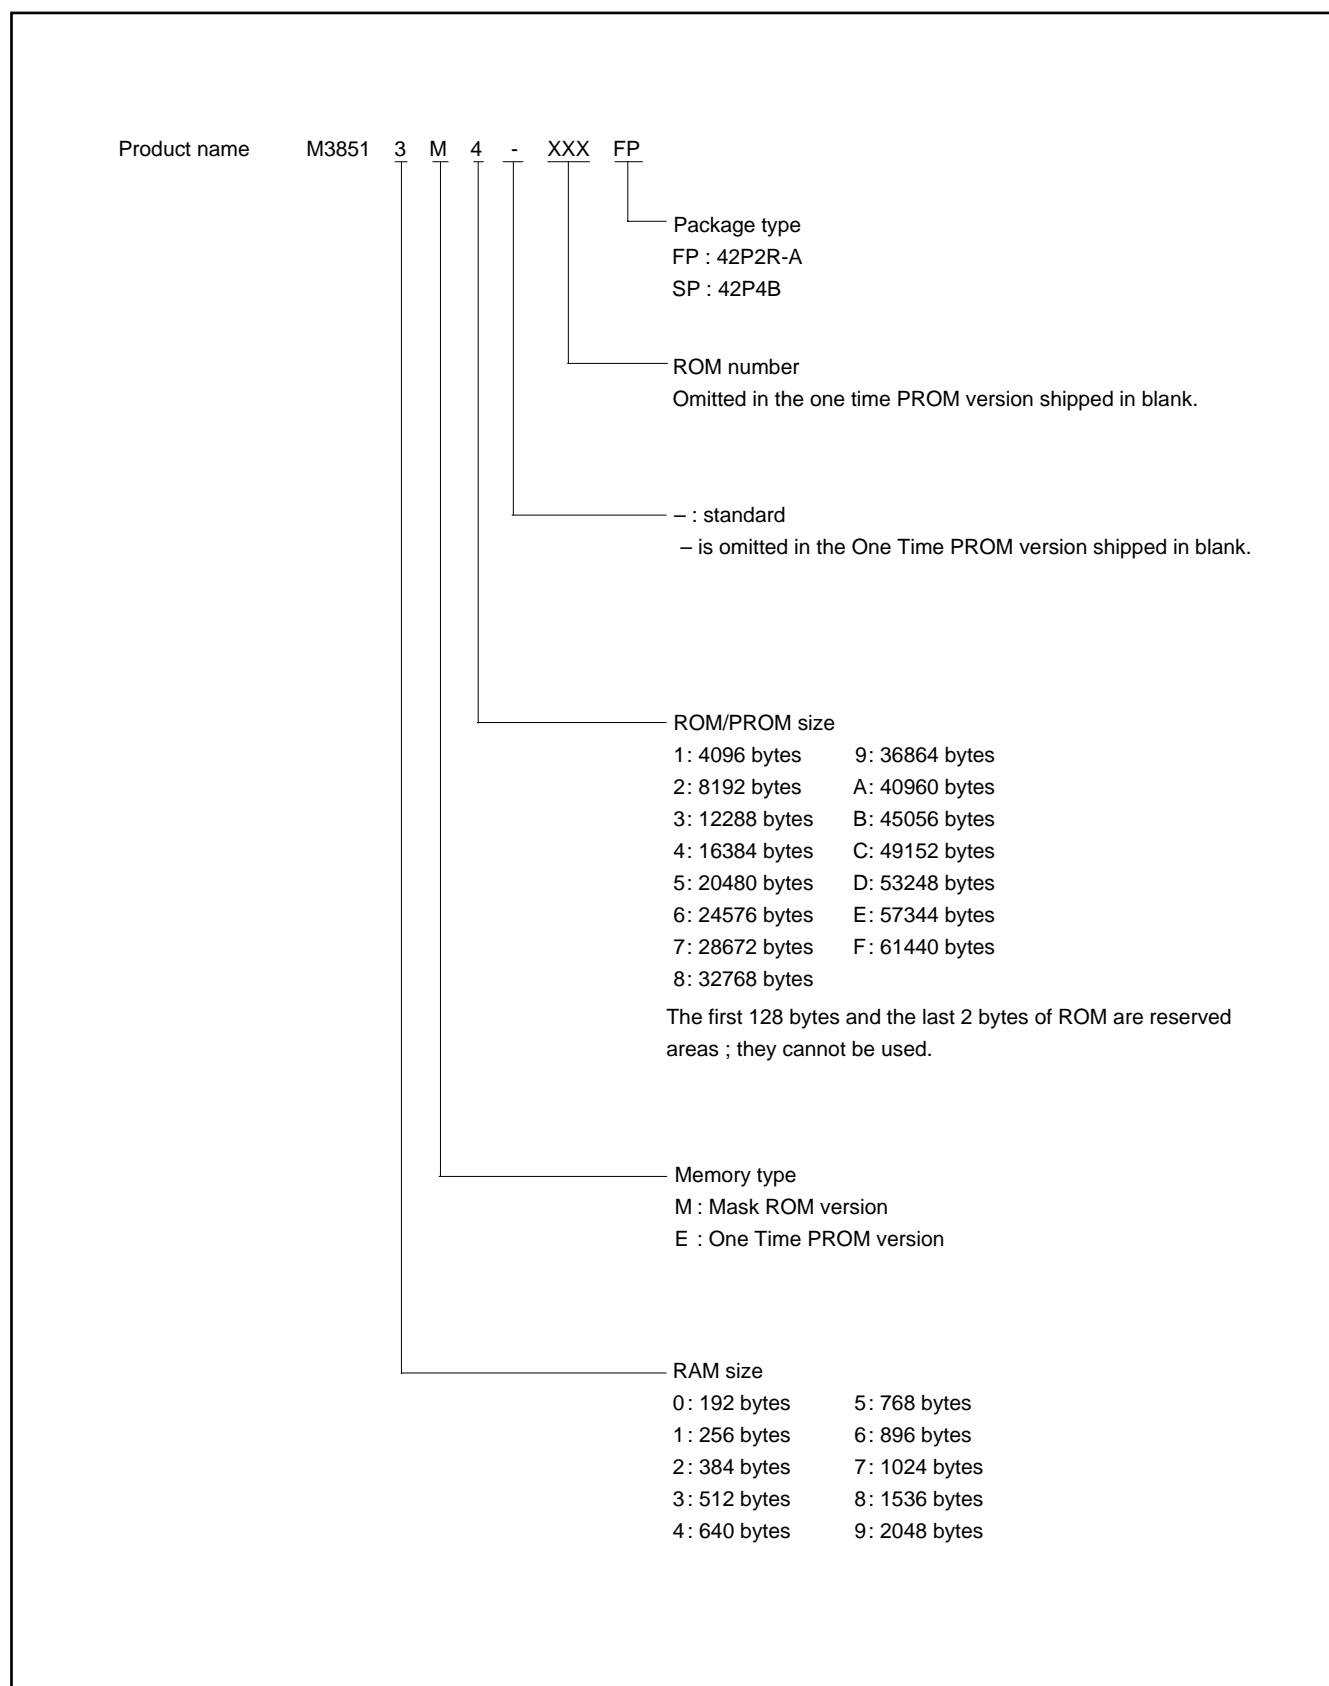 Product name M3851 3 M 4 - XXX FP
Package type
FP : 42P2R-A
SP : 42P4B
ROM number
Omitted in the one time PROM version shipped in blank.
– : standard
– is omitted in the One Time PROM version shipped in blank.
ROM/PROM size
1: 4096 bytes 9: 36864 bytes
2: 8192 bytes A: 40960 bytes
3: 12288 bytes B: 45056 bytes
4: 16384 bytes C: 49152 bytes
5: 20480 bytes D: 53248 bytes
6: 24576 bytes E: 57344 bytes
7: 28672 bytes F: 61440 bytes
8: 32768 bytes
The first 128 bytes and the last 2 bytes of ROM are reserved
areas ; they cannot be used.
Memory type
M : Mask ROM version
E : One Time PROM version
RAM size
0: 192 bytes 5: 768 bytes
1: 256 bytes 6: 896 bytes
2: 384 bytes 7: 1024 bytes
3: 512 bytes 8: 1536 bytes
4: 640 bytes 9: 2048 bytes